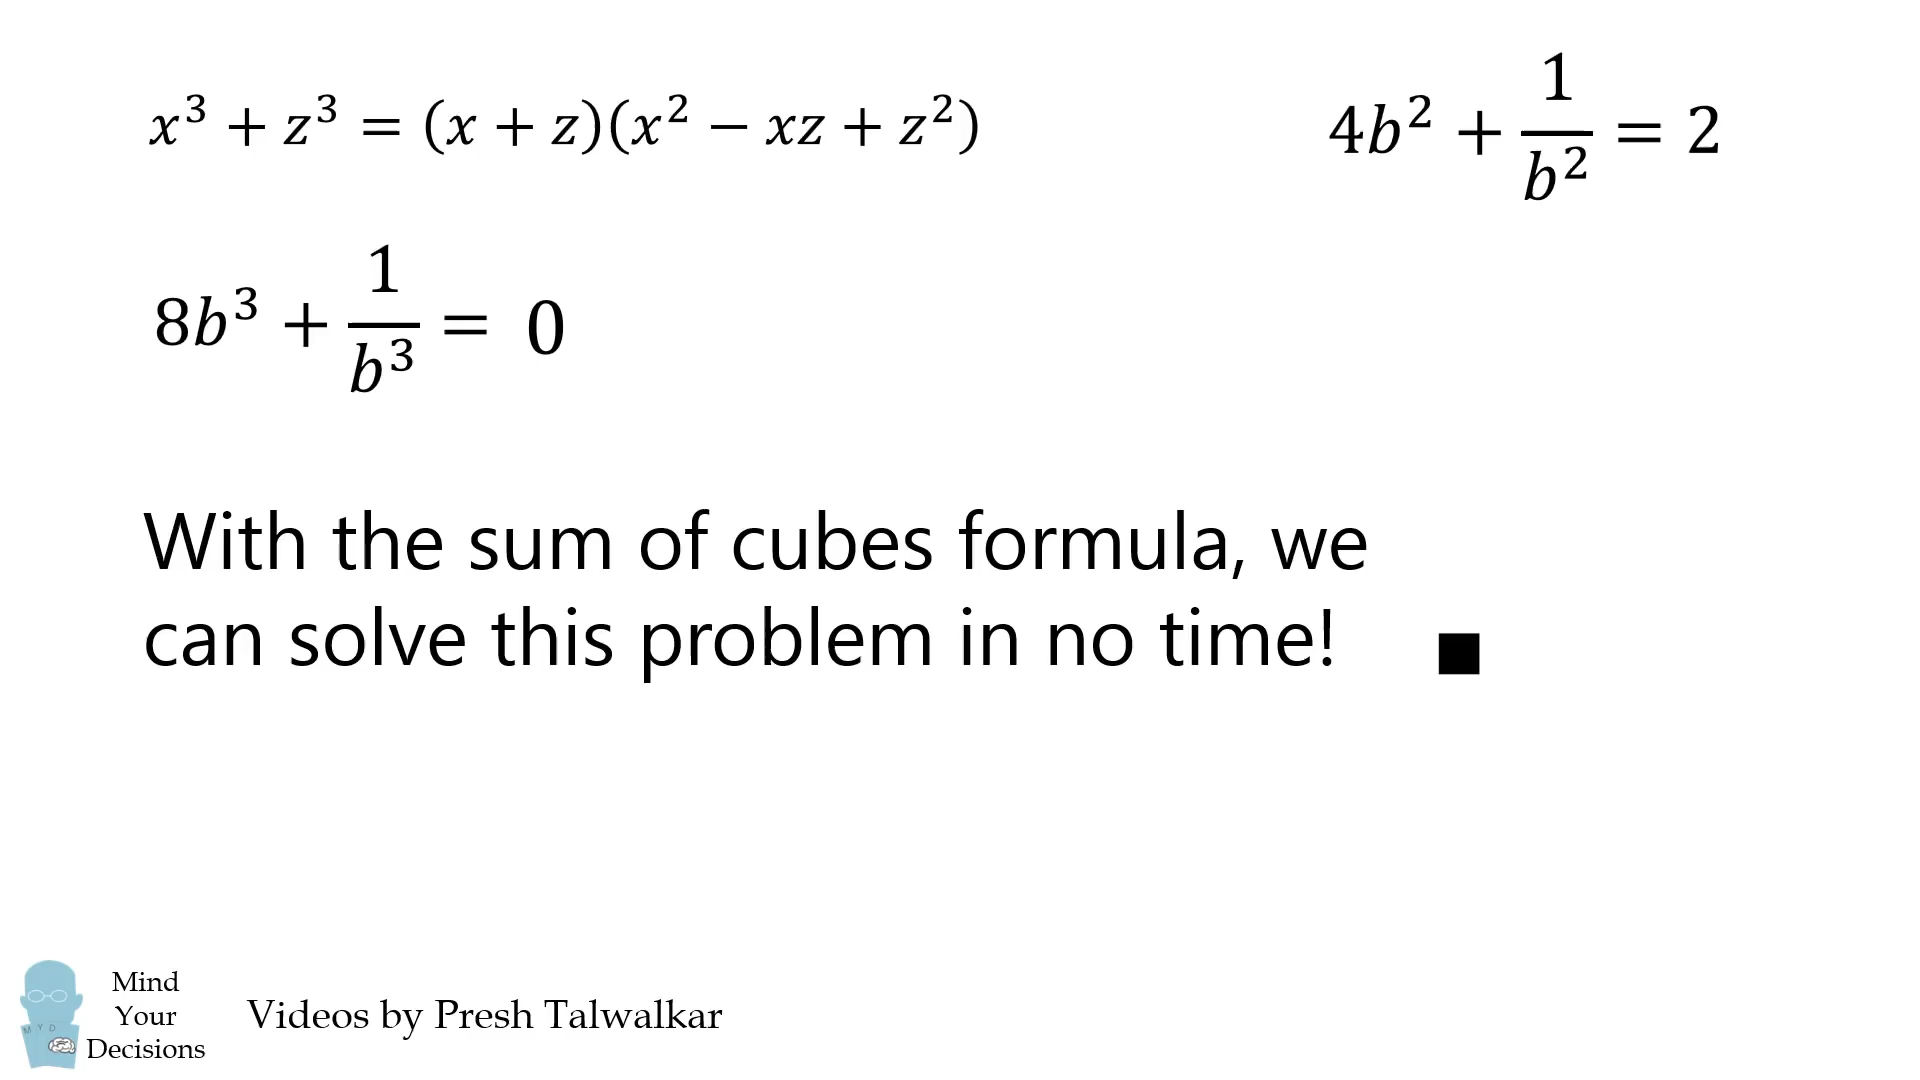 x³ + z³ = (x + z)(x² − xz + z²)
4b² + 1/b² = 2
8b³ + 1/b³ = 0
With the sum of cubes formula, we
can solve this problem in no time! ■
M Y D
Mind
Your
Decisions
Videos by Presh Talwalkar